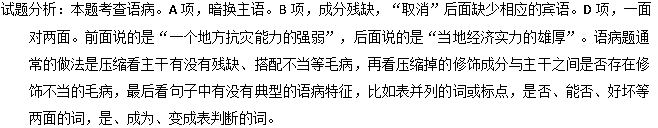 试题分析：本题考查语病。A 项，暗换主语。B 项，成分残缺，“取消”后面缺少相应的宾语。D 项，一面
对两面。前面说的是“一个地方抗灾能力的强弱”，后面说的是“当地经济实力的雄厚”。语病题通
常的做法是压缩看主干有没有残缺、搭配不当等毛病，再看压缩掉的修饰成分与主干之间是否存在修
饰不当的毛病，最后看句子中有没有典型的语病特征，比如表并列的词或标点，是否、能否、好坏等
两面的词，是、成为、变成表判断的词。